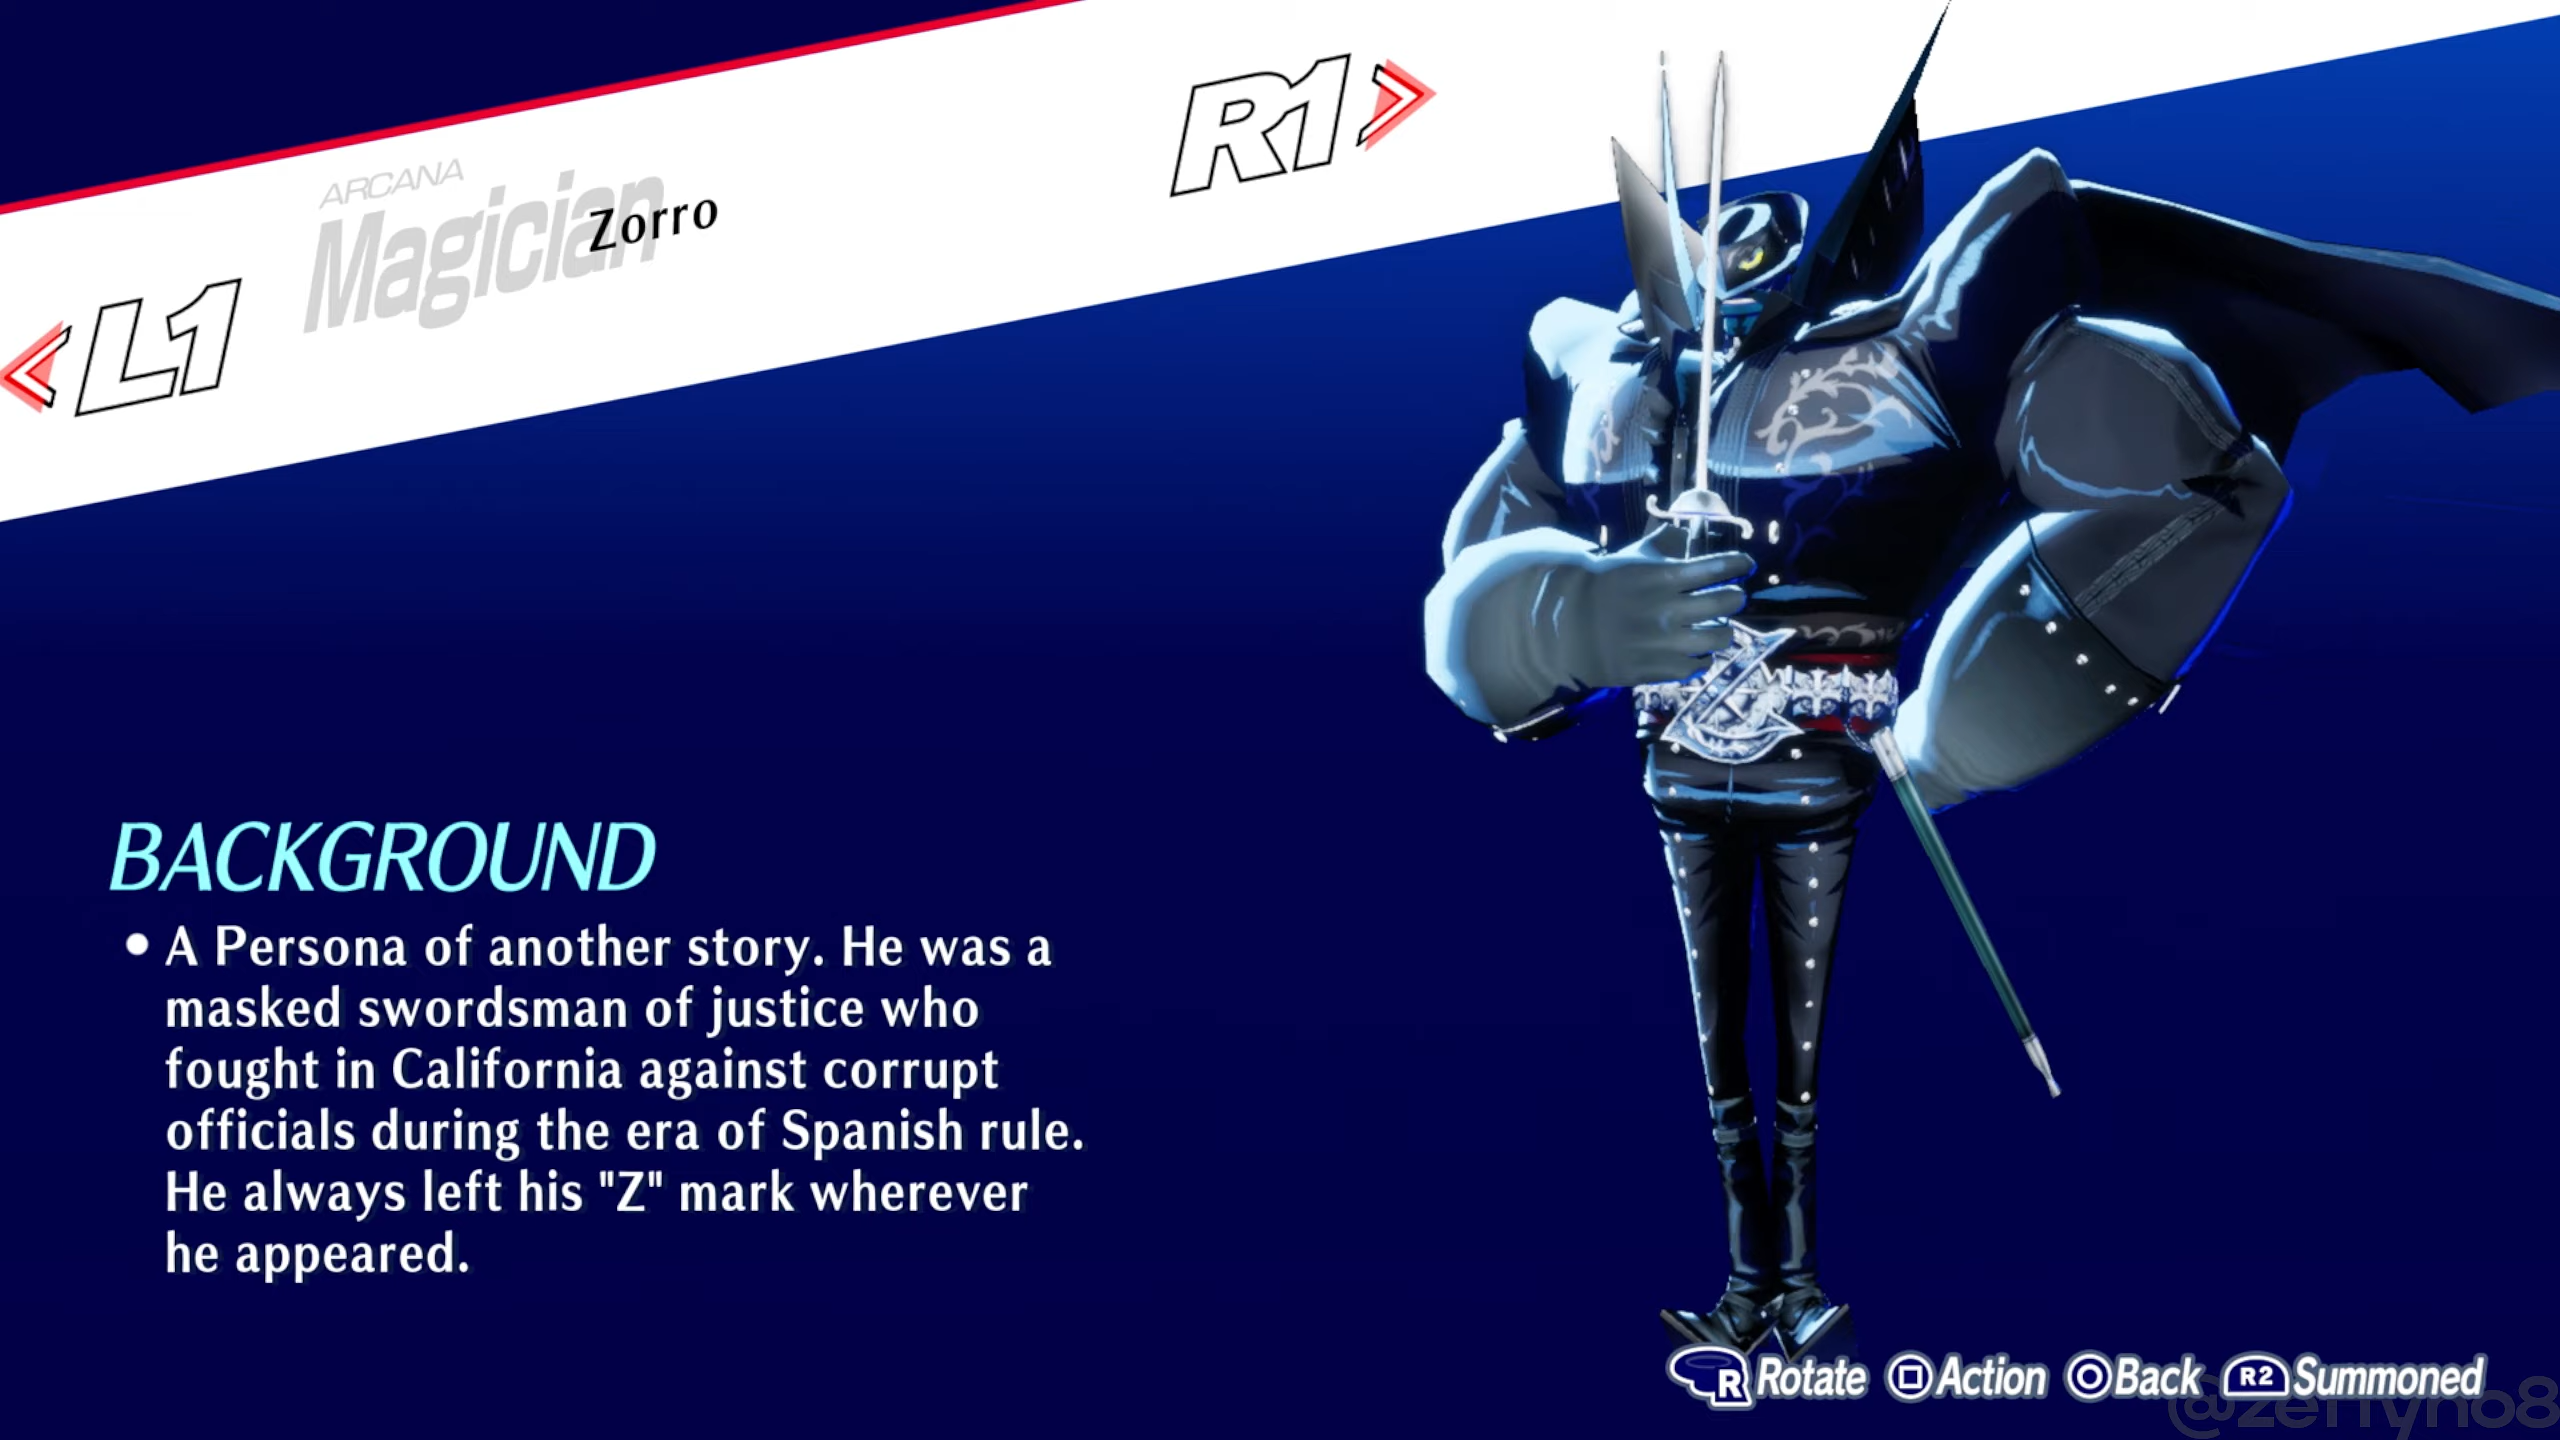 R1
ARCANA
Magician
Zorro
L1
BACKGROUND
• A Persona of another story. He was a
masked swordsman of justice who
fought in California against corrupt
officials during the era of Spanish rule.
He always left his "Z" mark wherever
he appeared.
R Rotate □ Action ○ Back R2 Summoned